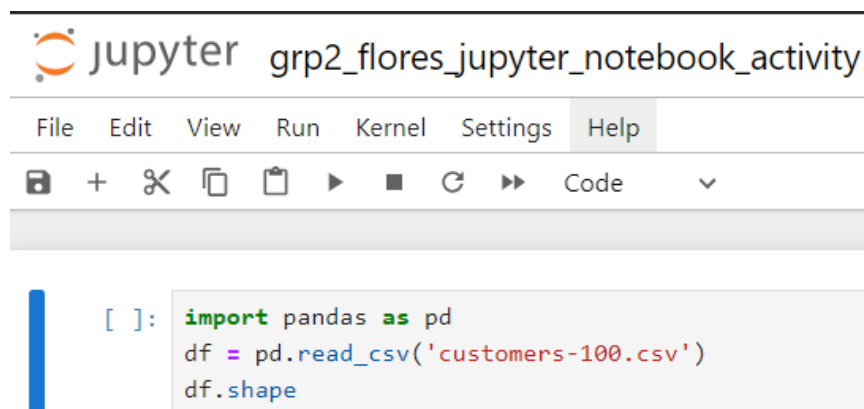 jupyter grp2_flores_jupyter_notebook_activity
File Edit View Run Kernel Settings Help
Code
[ ]: import pandas as pd
df = pd.read_csv('customers-100.csv')
df.shape